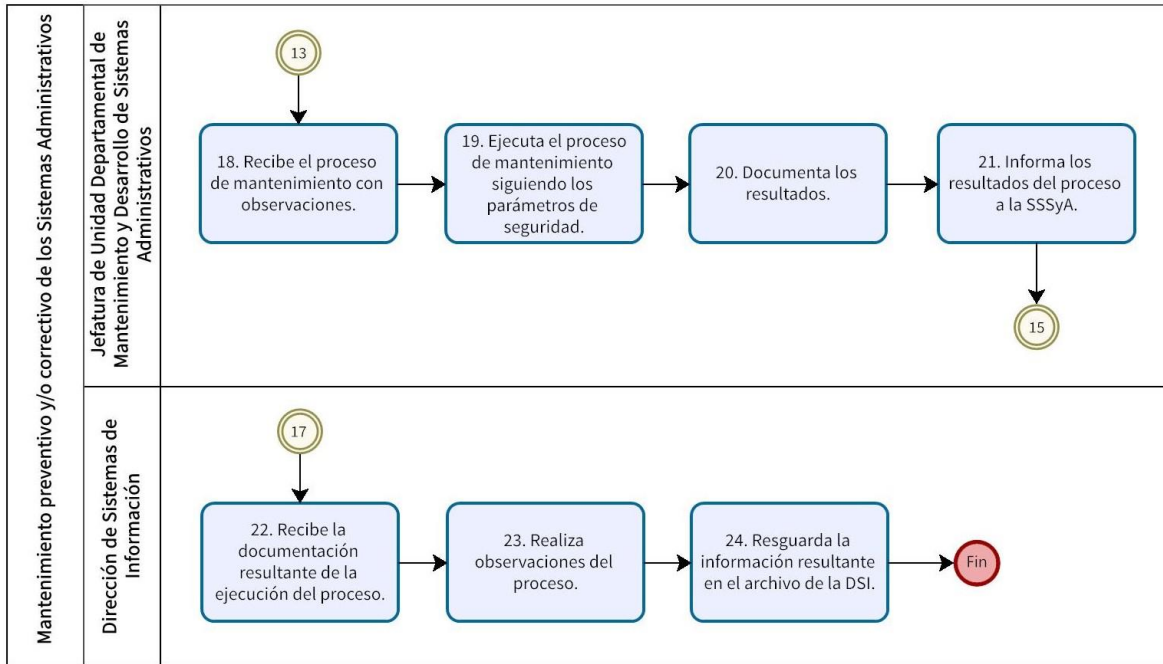 Mantenimiento preventivo y/o correctivo de los Sistemas Administrativos
Jefatura de Unidad Departamental de
Mantenimiento y Desarrollo de Sistemas
Administrativos
13
18. Recibe el proceso
de mantenimiento con
observaciones.
19. Ejecuta el proceso
de mantenimiento
siguiendo los
parámetros de
seguridad.
20. Documenta los
resultados.
21. Informa los
resultados del proceso
a la SSSyA.
15
Dirección de Sistemas de
Información
17
22. Recibe la
documentación
resultante de la
ejecución del proceso.
23. Realiza
observaciones del
proceso.
24. Resguarda la
información resultante
en el archivo de la DSI.
Fin